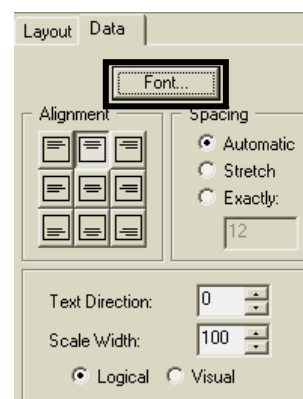 Layout Data
Font...
Alignment
Spacing
Automatic
Stretch
Exactly:
12
Text Direction: 0
Scale Width: 100
Logical Visual